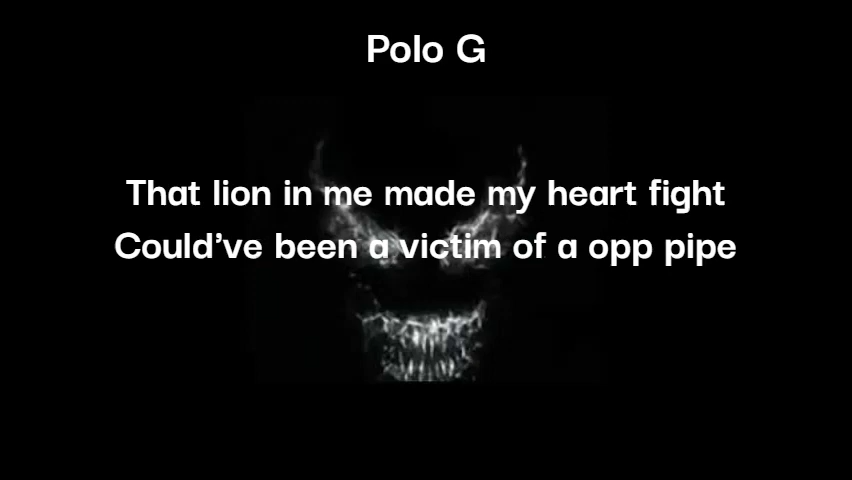 Polo G
That lion in me made my heart fight
Could’ve been a victim of a opp pipe